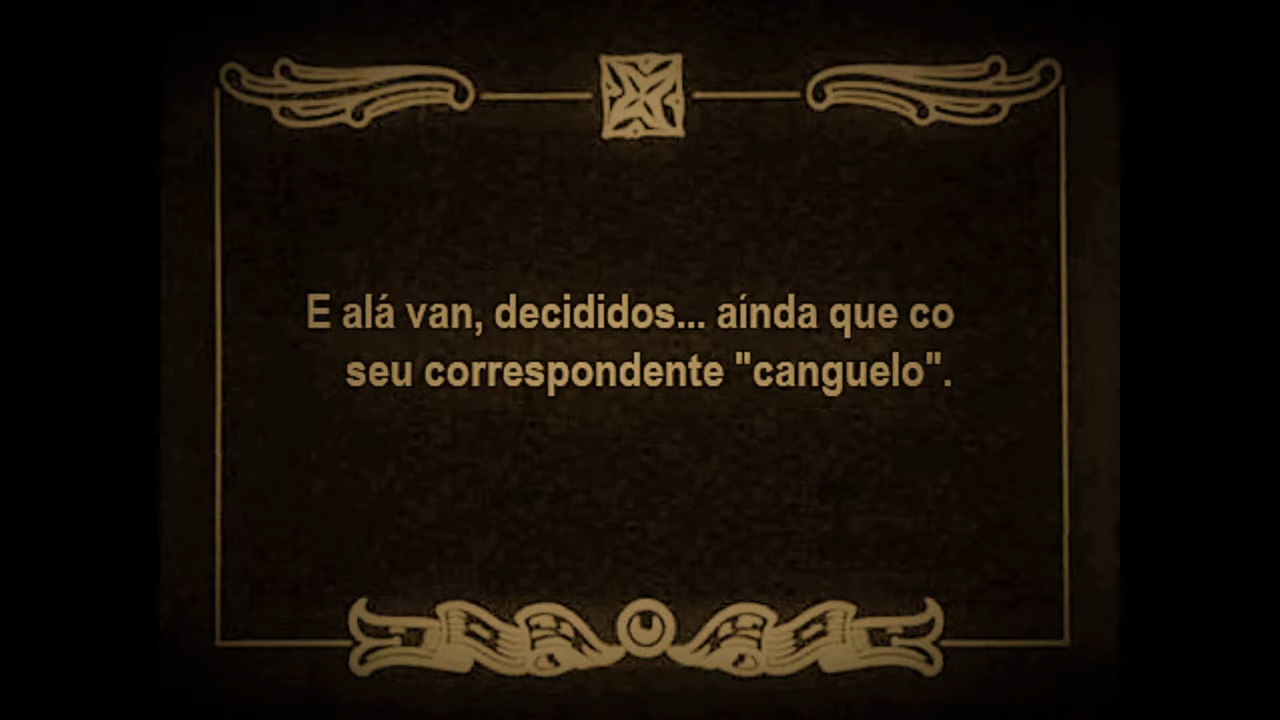 E alá van, decididos... aínda que co
seu correspondente "canguelo".